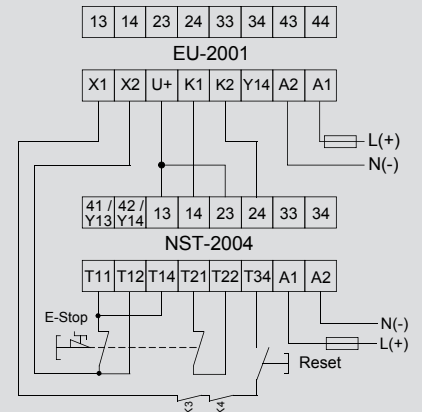 13 14 23 24 33 34 43 44
EU-2001
X1 X2 U+ K1 K2 Y14 A2 A1
L(+)
N(-)
41 / Y13 42 / Y14 13 14 23 24 33 34
NST-2004
T11 T12 T14 T21 T22 T34 A1 A2
E-Stop
N(-)
L(+)
Reset
K3 K4